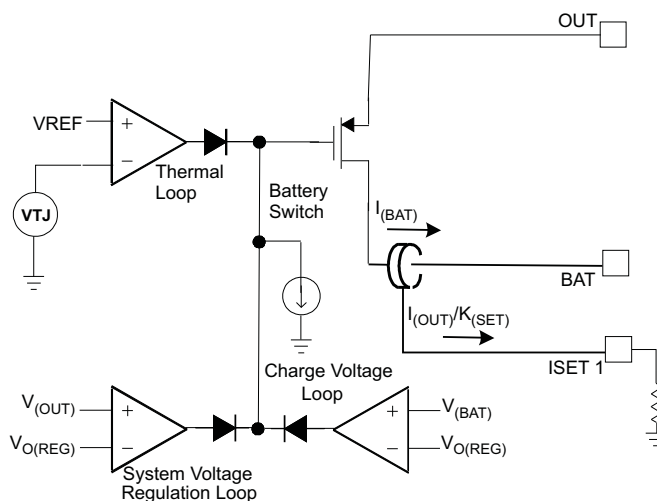 OUT
VREF
+
−
Thermal
Loop
VTJ
Battery
Switch
I(BAT)
BAT
I(OUT)/K(SET)
ISET 1
Charge Voltage
Loop
V(OUT)
+
VO(REG)
−
+
V(BAT)
−
VO(REG)
System Voltage
Regulation Loop